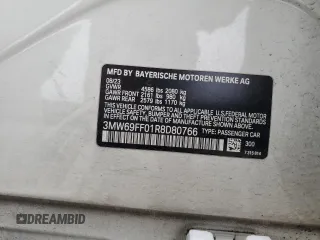 MFD BY BAYERISCHE MOTOREN WERKE AG
08/23
GVWR 4586 lbs 2080 kg
GAWR FRONT 2161 lbs 980 kg
GAWR REAR 2579 lbs 1170 kg
THIS VEHICLE CONFORMS TO ALL APPLICABLE U.S. FEDERAL MOTOR
VEHICLE SAFETY, BUMPER, AND THEFT PREVENTION STANDARDS
IN EFFECT ON THE DATE OF MANUFACTURE SHOWN ABOVE.
3MW69FF01R8D80766 TYPE: PASSENGER CAR
300
DREAMBID